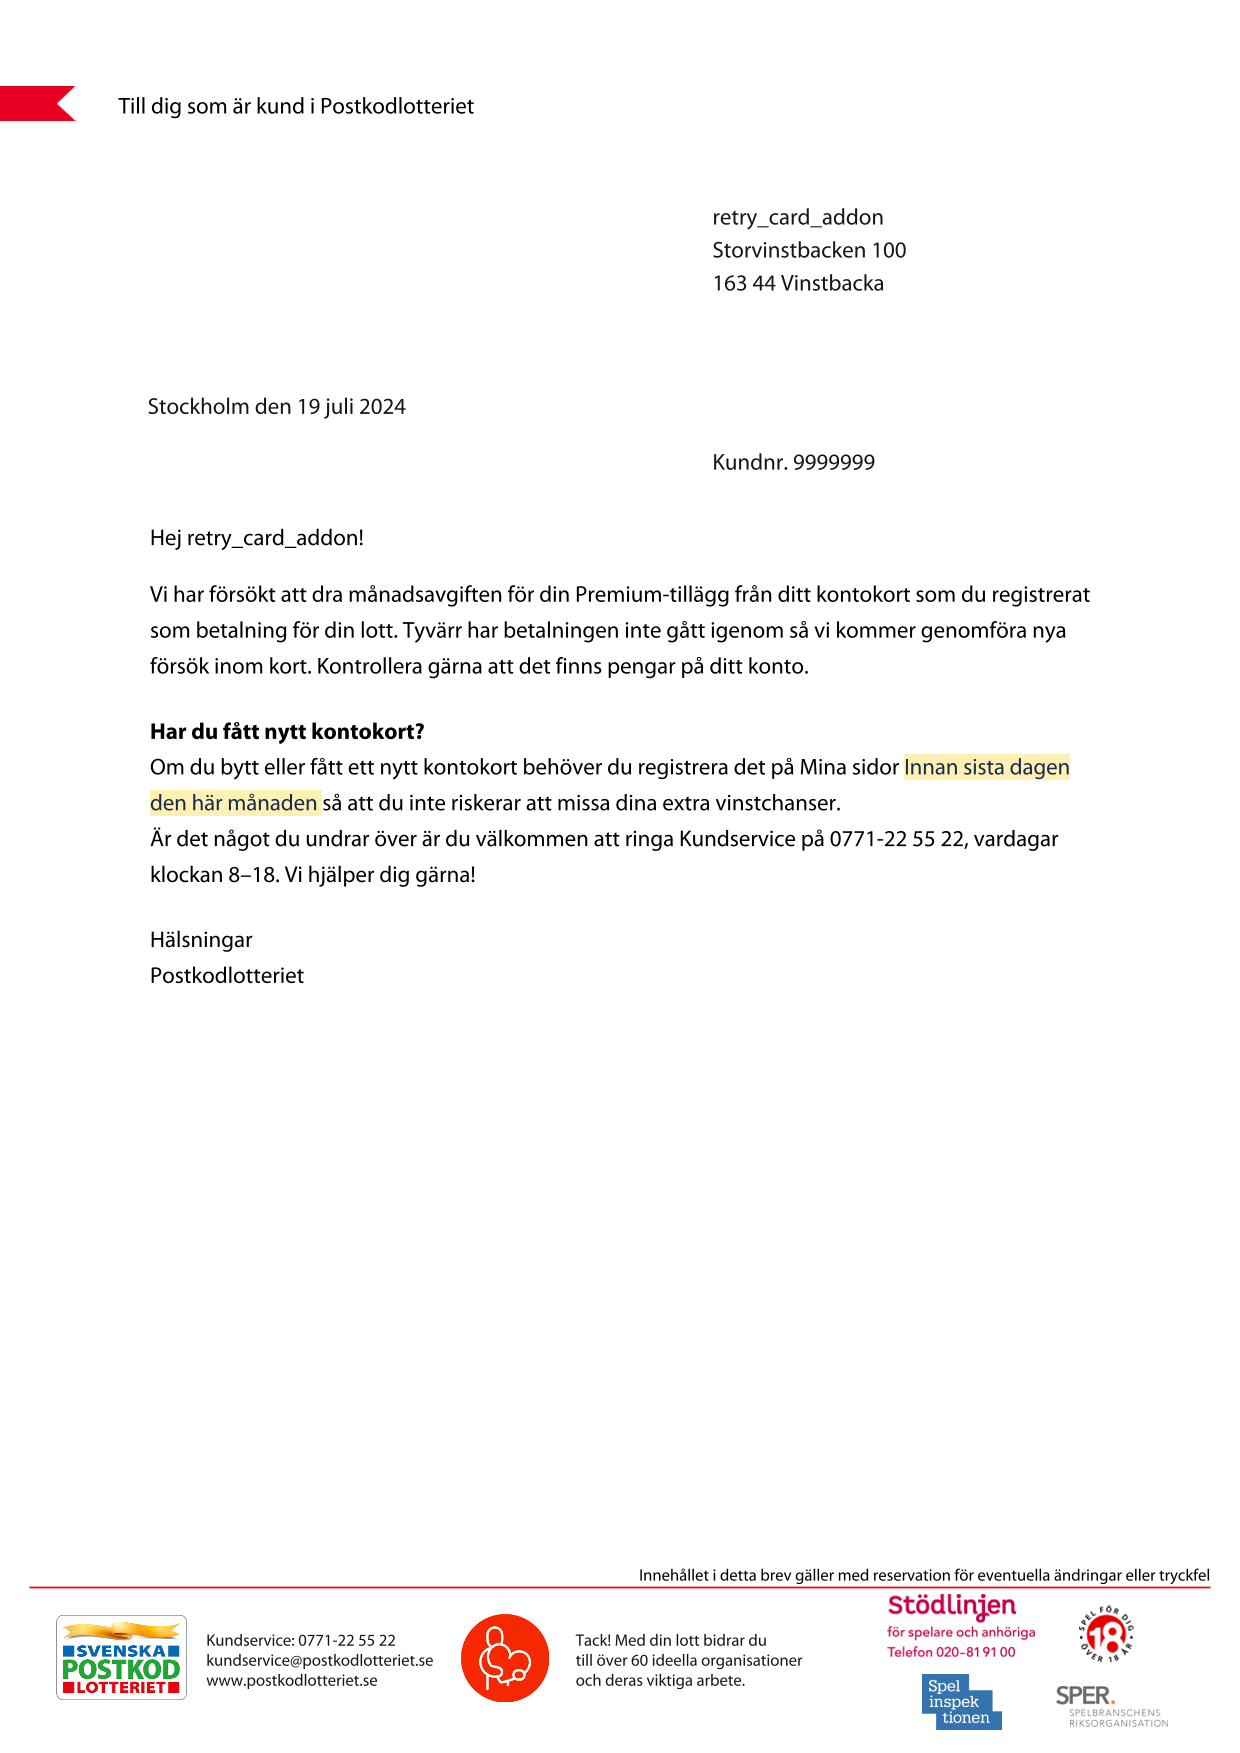 Till dig som är kund i Postkodlotteriet
retry_card_addon
Storvinstbacken 100
163 44 Vinstbacka
Stockholm den 19 juli 2024
Kundnr. 9999999
Hej retry_card_addon!
Vi har försökt att dra månadsavgiften för din Premium-tillägg från ditt kontokort som du registrerat
som betalning för din lott. Tyvärr har betalningen inte gått igenom så vi kommer genomföra nya
försök inom kort. Kontrollera gärna att det finns pengar på ditt konto.
Har du fått nytt kontokort?
Om du bytt eller fått ett nytt kontokort behöver du registrera det på Mina sidor Innan sista dagen
den här månaden så att du inte riskerar att missa dina extra vinstchanser.
Är det något du undrar över är du välkommen att ringa Kundservice på 0771-22 55 22, vardagar
klockan 8–18. Vi hjälper dig gärna!
Hälsningar
Postkodlotteriet
Innehållet i detta brev gäller med reservation för eventuella ändringar eller tryckfel
SVENSKA
POSTKOD
LOTTERIET
Kundservice: 0771-22 55 22
kundservice@postkodlotteriet.se
www.postkodlotteriet.se
Tack! Med din lott bidrar du
till över 60 ideella organisationer
och deras viktiga arbete.
Stödlinjen
för spelare och anhöriga
Telefon 020-81 91 00
SPEL FÖR DIG
18
ÖVER 18 ÅR
Spel
inspek
tionen
SPER.
SPELBRANSCHENS
RIKSORGANISATION